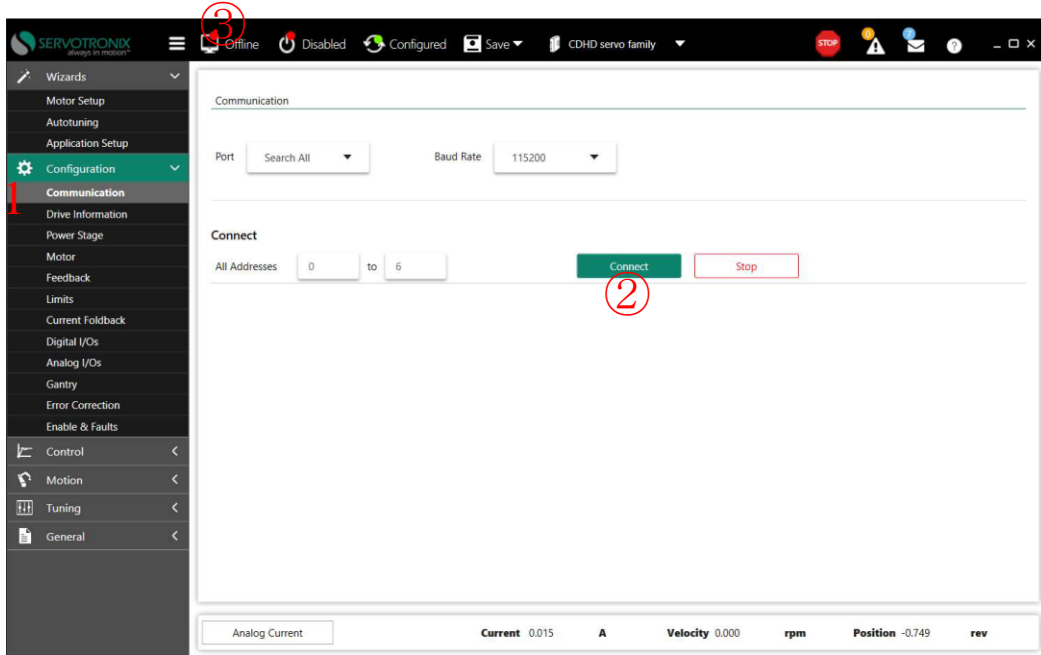 ③
SERVOTRONIX
always in motion™
Offline
Disabled
Configured
Save
CDHD servo family
STOP
0
7
?
Wizards
Motor Setup
Autotuning
Application Setup
Configuration
1
Communication
Drive Information
Power Stage
Motor
Feedback
Limits
Current Foldback
Digital I/Os
Analog I/Os
Gantry
Error Correction
Enable & Faults
Control
Motion
Tuning
General
Communication
Port Search All Baud Rate 115200
Connect
All Addresses 0 to 6 Connect Stop
②
Analog Current Current 0.015 A Velocity 0.000 rpm Position -0.749 rev